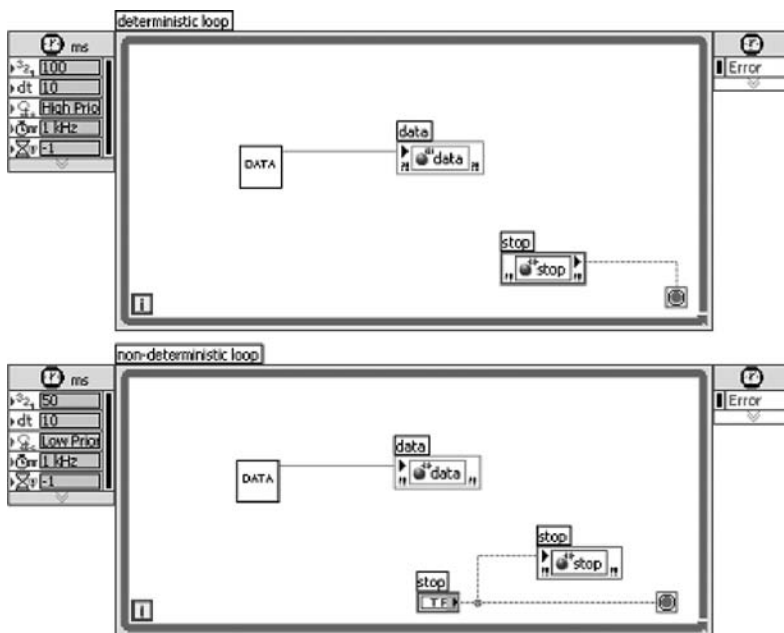 deterministic loop
ms
100
dt 10
High Prio
1 kHz
-1
Error
DATA
data
data
stop
stop
i
non-deterministic loop
ms
50
dt 10
Low Prior
1 kHz
-1
Error
DATA
data
data
stop
stop
stop
TF
i